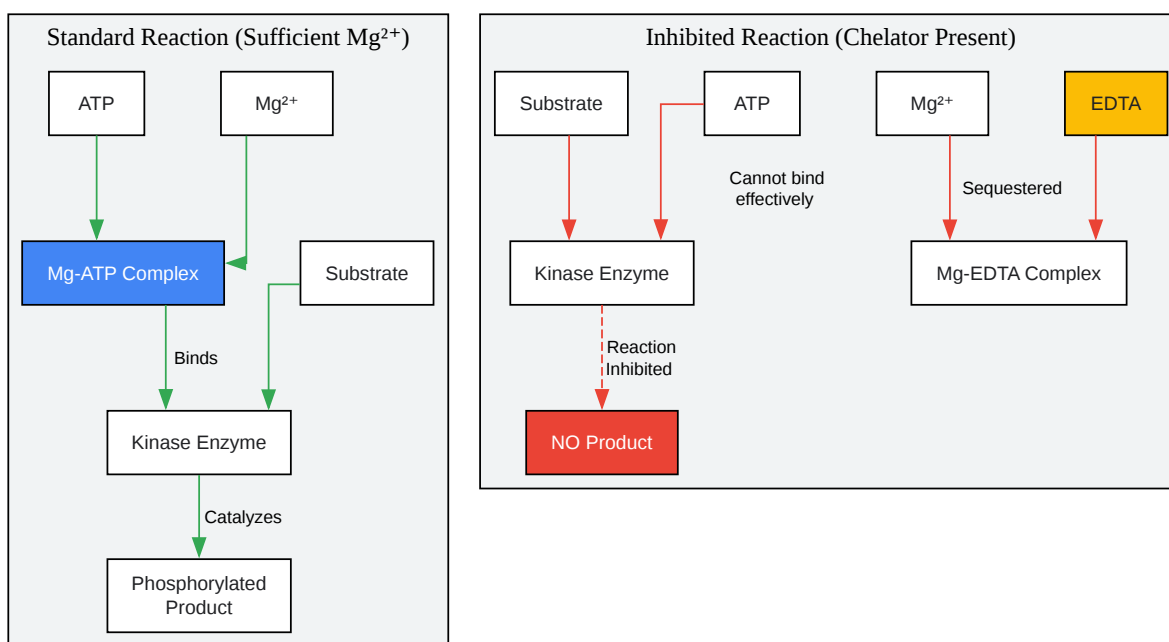 Standard Reaction (Sufficient Mg²⁺)
ATP
Mg²⁺
Mg-ATP Complex
Substrate
Binds
Kinase Enzyme
Catalyzes
Phosphorylated
Product
Inhibited Reaction (Chelator Present)
Substrate
ATP
Mg²⁺
EDTA
Cannot bind
effectively
Sequestered
Kinase Enzyme
Mg-EDTA Complex
Reaction
Inhibited
NO Product